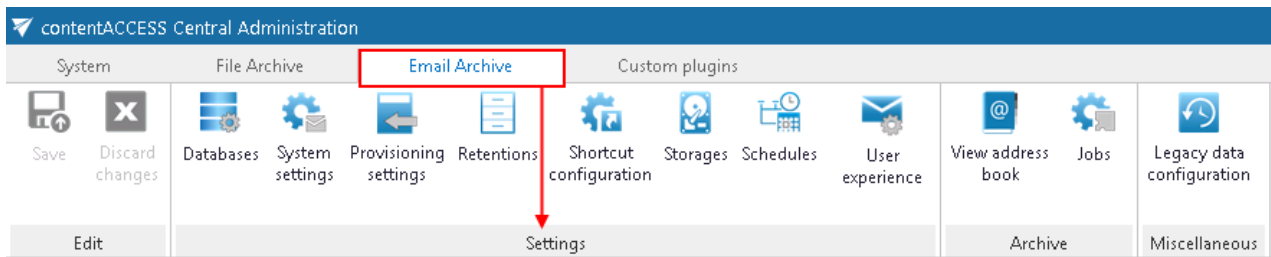 contentACCESS Central Administration
System File Archive Email Archive Custom plugins
Save Discard changes Databases System settings Provisioning settings Retentions Shortcut configuration Storages Schedules User experience View address book Jobs Legacy data configuration
Edit Settings Archive Miscellaneous